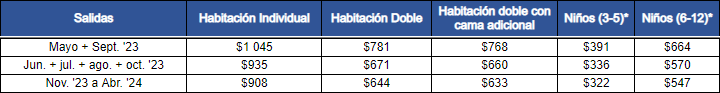 Salidas Habitación Individual Habitación Doble Habitación doble con cama adicional Niños (3-5)* Niños (6-12)*
Mayo + Sept. '23 $1 045 $781 $768 $391 $664
Jun. + jul. + ago. + oct. '23 $935 $671 $660 $336 $570
Nov. '23 a Abr. '24 $908 $644 $633 $322 $547